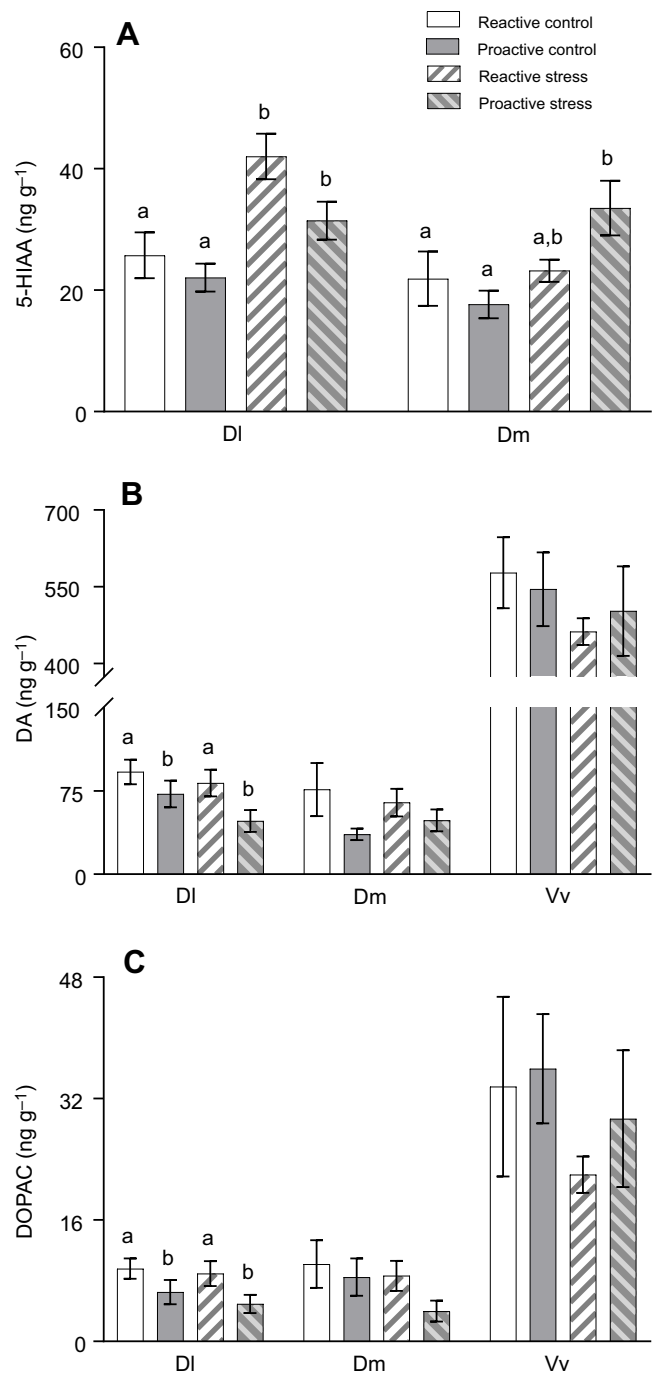 A
Reactive control
Proactive control
Reactive stress
Proactive stress
60
40
20
0
5-HIAA (ng g–1)
a
a
b
b
a
a
a,b
b
Dl
Dm
B
700
550
400
150
75
0
DA (ng g–1)
a
b
a
b
Dl
Dm
Vv
C
48
32
16
0
DOPAC (ng g–1)
a
b
a
b
Dl
Dm
Vv